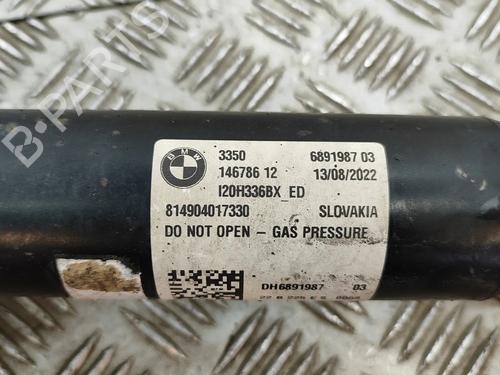 B-PARTS
BMW
3350 6891987 03
146786 12 13/08/2022
I20H336BX_ED
814904017330 SLOVAKIA
DO NOT OPEN - GAS PRESSURE
DH6891987 03